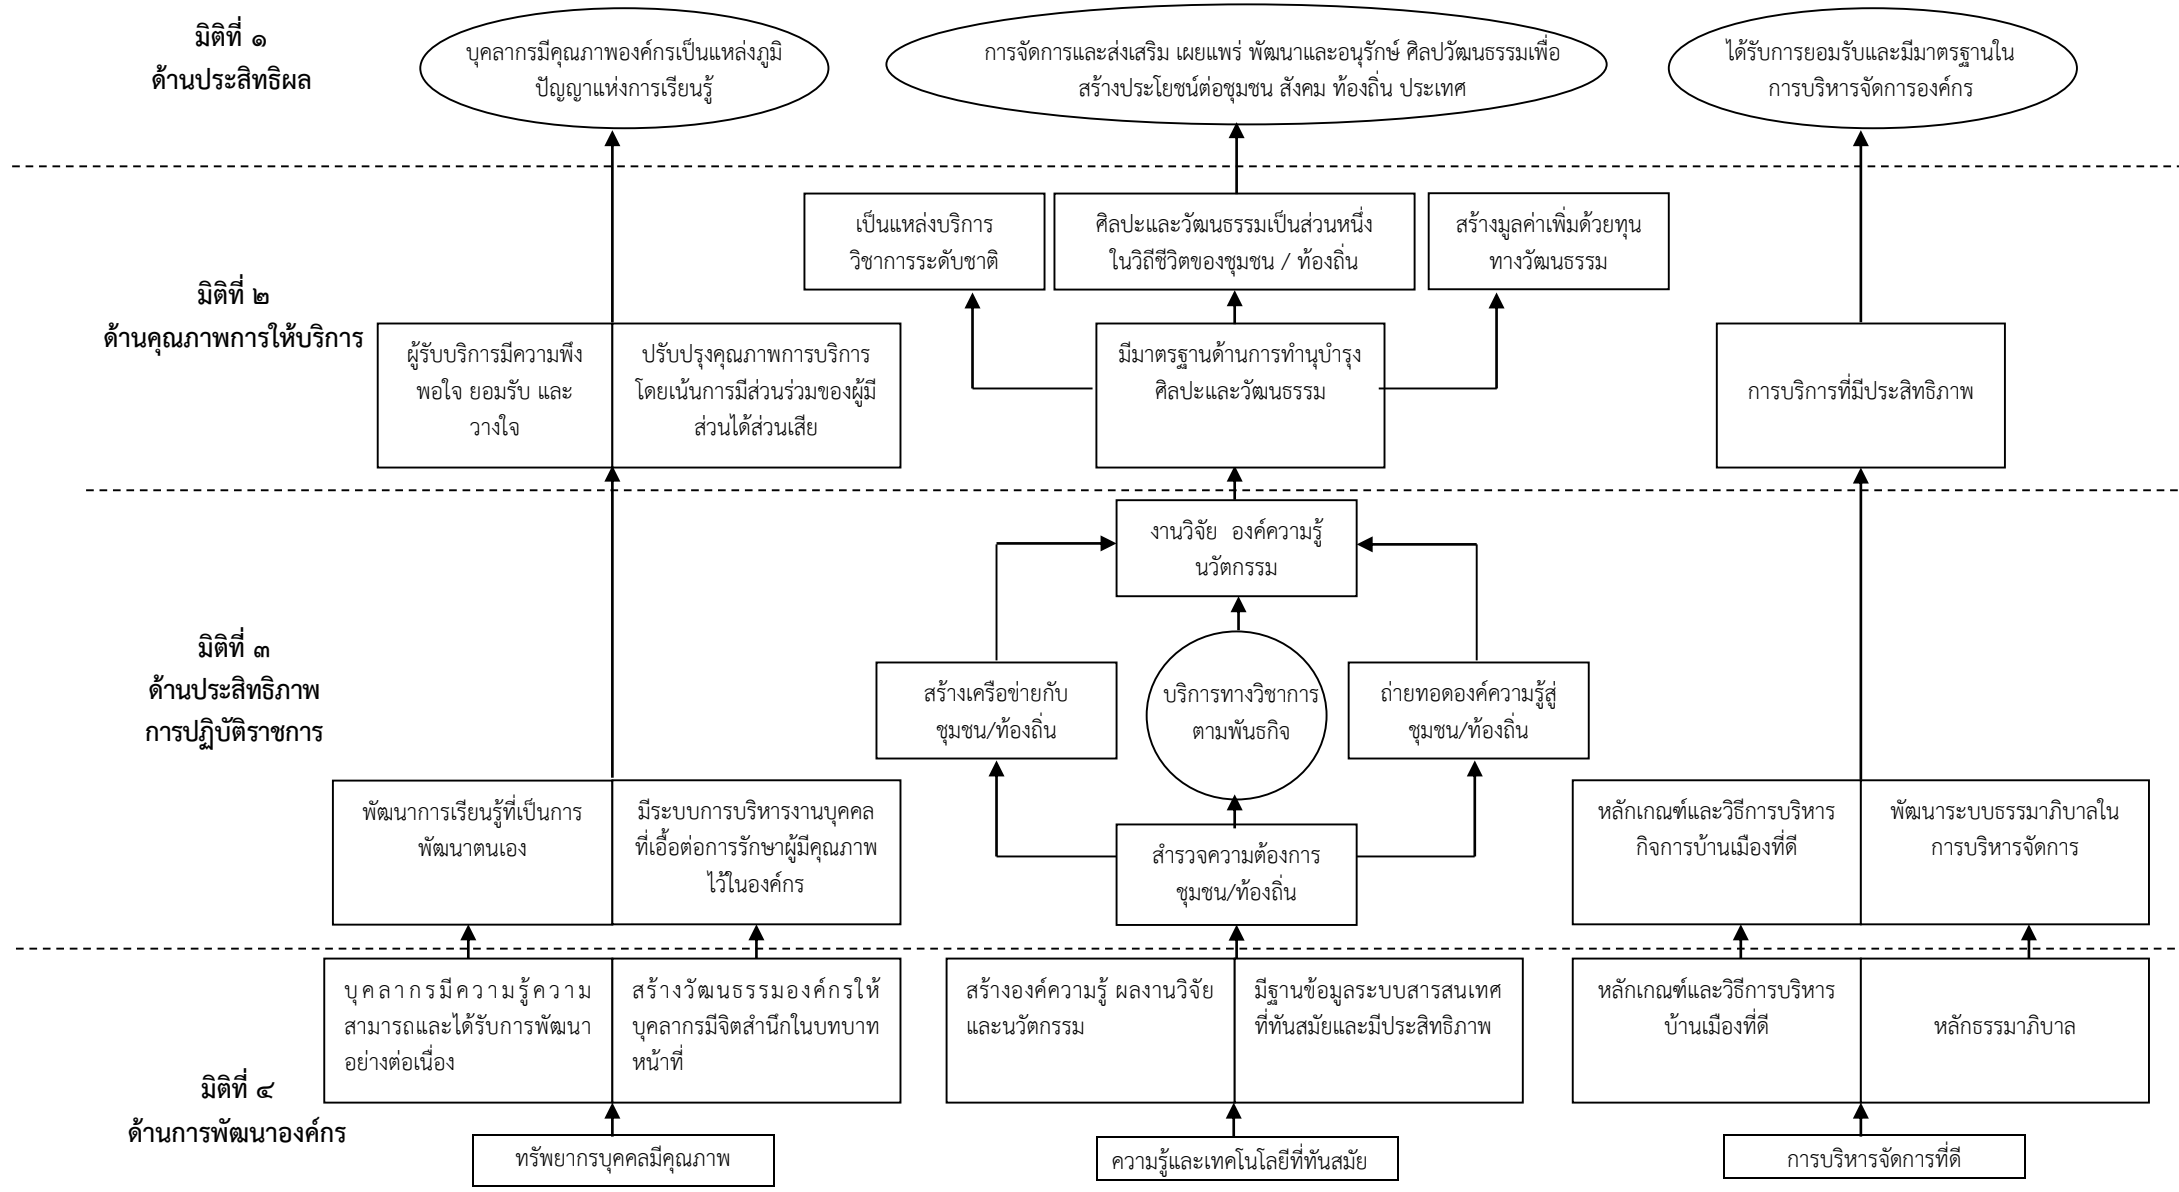 มิติที่ ๑
ด้านประสิทธิผล
บุคลากรมีคุณภาพองค์กรเป็นแหล่งภูมิ
ปัญญาแห่งการเรียนรู้
การจัดการและส่งเสริม เผยแพร่ พัฒนาและอนุรักษ์ ศิลปวัฒนธรรมเพื่อ
สร้างประโยชน์ต่อชุมชน สังคม ท้องถิ่น ประเทศ
ได้รับการยอมรับและมีมาตรฐานใน
การบริหารจัดการองค์กร
มิติที่ ๒
ด้านคุณภาพการให้บริการ
เป็นแหล่งบริการ
วิชาการระดับชาติ
ศิลปะและวัฒนธรรมเป็นส่วนหนึ่ง
ในวิถีชีวิตของชุมชน / ท้องถิ่น
สร้างมูลค่าเพิ่มด้วยทุน
ทางวัฒนธรรม
ผู้รับบริการมีความพึง
พอใจ ยอมรับ และ
วางใจ
ปรับปรุงคุณภาพการบริการ
โดยเน้นการมีส่วนร่วมของผู้มี
ส่วนได้ส่วนเสีย
มีมาตรฐานด้านการทำนุบำรุง
ศิลปะและวัฒนธรรม
การบริการที่มีประสิทธิภาพ
มิติที่ ๓
ด้านประสิทธิภาพ
การปฏิบัติราชการ
งานวิจัย องค์ความรู้
นวัตกรรม
สร้างเครือข่ายกับ
ชุมชน/ท้องถิ่น
บริการทางวิชาการ
ตามพันธกิจ
ถ่ายทอดองค์ความรู้สู่
ชุมชน/ท้องถิ่น
พัฒนาการเรียนรู้ที่เป็นการ
พัฒนาตนเอง
มีระบบการบริหารงานบุคคล
ที่เอื้อต่อการรักษาผู้มีคุณภาพ
ไว้ในองค์กร
สำรวจความต้องการ
ชุมชน/ท้องถิ่น
หลักเกณฑ์และวิธีการบริหาร
กิจการบ้านเมืองที่ดี
พัฒนาระบบธรรมาภิบาลใน
การบริหารจัดการ
มิติที่ ๔
ด้านการพัฒนาองค์กร
บุคลากรมีความรู้ความ
สามารถและได้รับการพัฒนา
อย่างต่อเนื่อง
สร้างวัฒนธรรมองค์กรให้
บุคลากรมีจิตสำนึกในบทบาท
หน้าที่
สร้างองค์ความรู้ ผลงานวิจัย
และนวัตกรรม
มีฐานข้อมูลระบบสารสนเทศ
ที่ทันสมัยและมีประสิทธิภาพ
หลักเกณฑ์และวิธีการบริหาร
บ้านเมืองที่ดี
หลักธรรมาภิบาล
ทรัพยากรบุคคลมีคุณภาพ
ความรู้และเทคโนโลยีที่ทันสมัย
การบริหารจัดการที่ดี